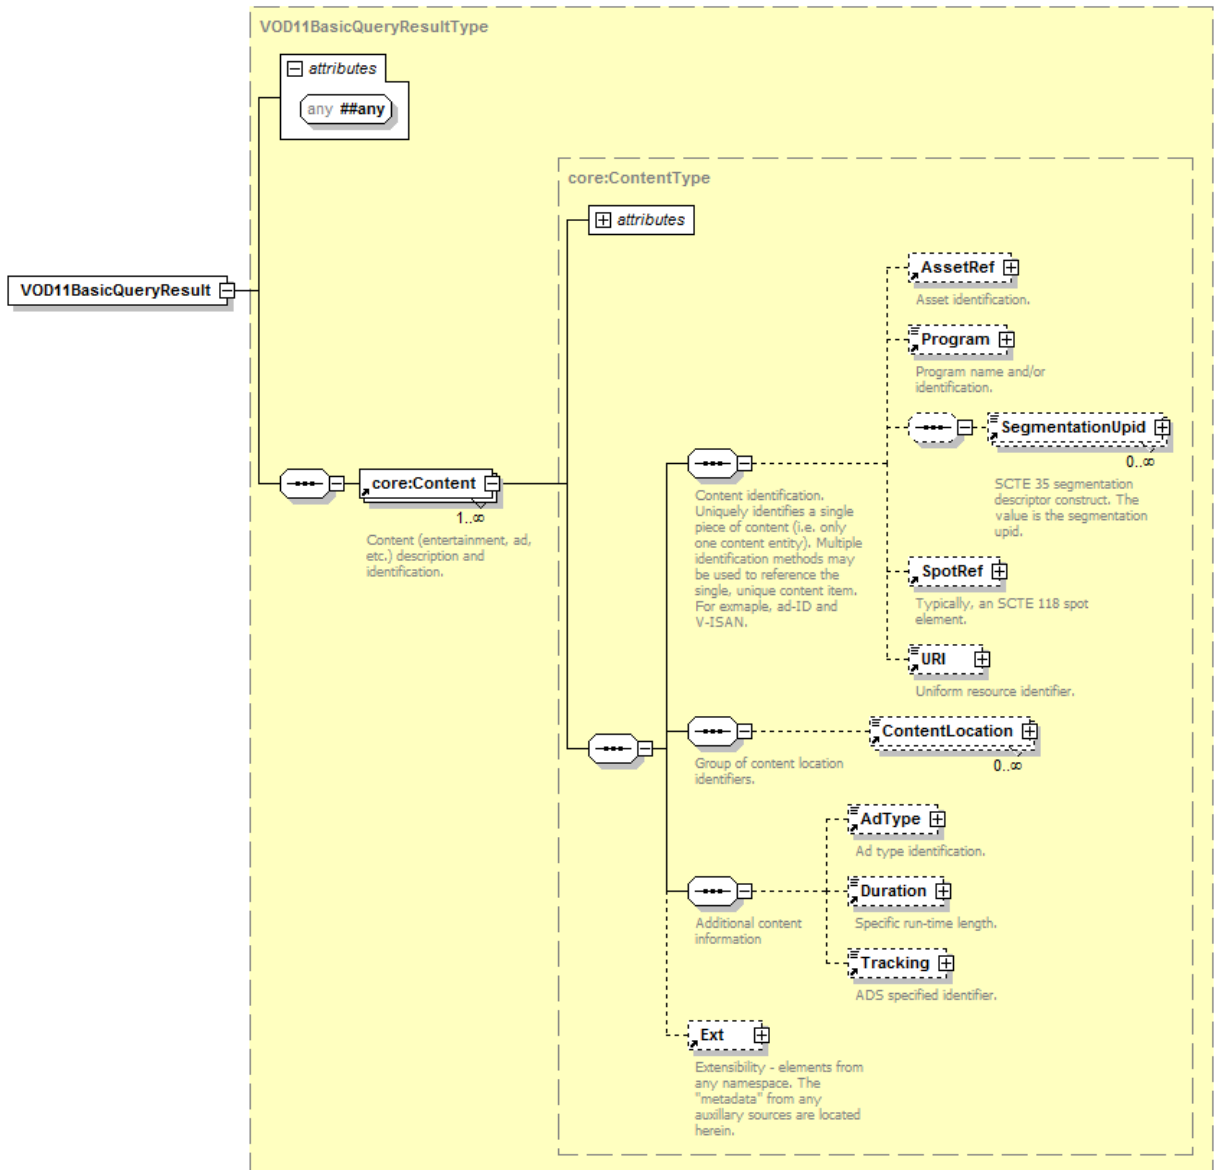 VOD11BasicQueryResultType
attributes
any ##any
core:ContentType
attributes
VOD11BasicQueryResult
AssetRef
Asset identification.
Program
Program name and/or
identification.
SegmentationUpid
0..∞
SCTE 35 segmentation
descriptor construct. The
value is the segmentation
upid.
core:Content
1..∞
Content (entertainment, ad,
etc.) description and
identification.
Content identification.
Uniquely identifies a single
piece of content (i.e. only
one content entity). Multiple
identification methods may
be used to reference the
single, unique content item.
For exmaple, ad-ID and
V-ISAN.
SpotRef
Typically, an SCTE 118 spot
element.
URI
Uniform resource identifier.
ContentLocation
0..∞
Group of content location
identifiers.
AdType
Ad type identification.
Duration
Specific run-time length.
Additional content
information
Tracking
ADS specified identifier.
Ext
Extensibility - elements from
any namespace. The
"metadata" from any
auxillary sources are located
herein.